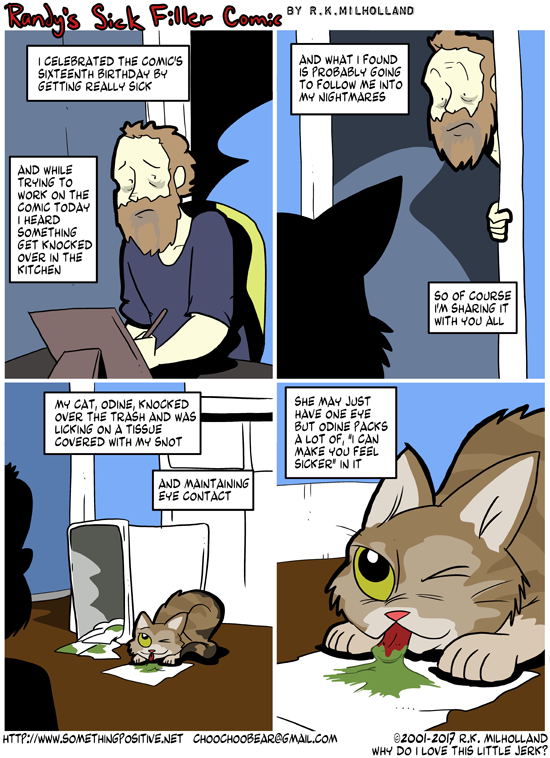 Randy's Sick Filler Comic
BY R.K.MILHOLLAND
I CELEBRATED THE COMIC'S
SIXTEENTH BIRTHDAY BY
GETTING REALLY SICK
AND WHILE
TRYING TO
WORK ON THE
COMIC TODAY
I HEARD
SOMETHING
GET KNOCKED
OVER IN THE
KITCHEN
AND WHAT I FOUND
IS PROBABLY GOING
TO FOLLOW ME INTO
MY NIGHTMARES
SO OF COURSE
I'M SHARING IT
WITH YOU ALL
MY CAT, ODINE, KNOCKED
OVER THE TRASH AND WAS
LICKING ON A TISSUE
COVERED WITH MY SNOT
AND MAINTAINING
EYE CONTACT
SHE MAY JUST
HAVE ONE EYE
BUT ODINE PACKS
A LOT OF, "I CAN
MAKE YOU FEEL
SICKER" IN IT
HTTP://WWW.SOMETHINGPOSITIVE.NET CHOOCHOOBEAR@GMAIL.COM
©2001-2017 R.K. MILHOLLAND
WHY DO I LOVE THIS LITTLE JERK?